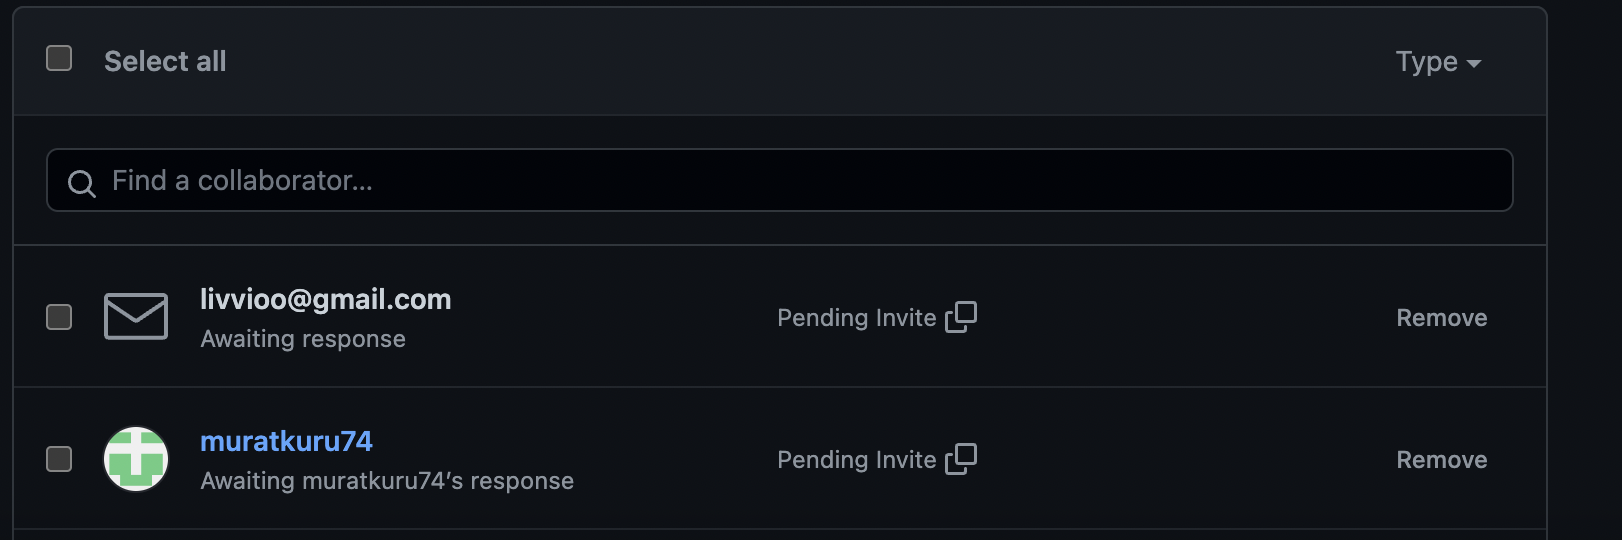 Select all
Type
Find a collaborator...
livvioo@gmail.com
Awaiting response
Pending Invite
Remove
muratkuru74
Awaiting muratkuru74’s response
Pending Invite
Remove